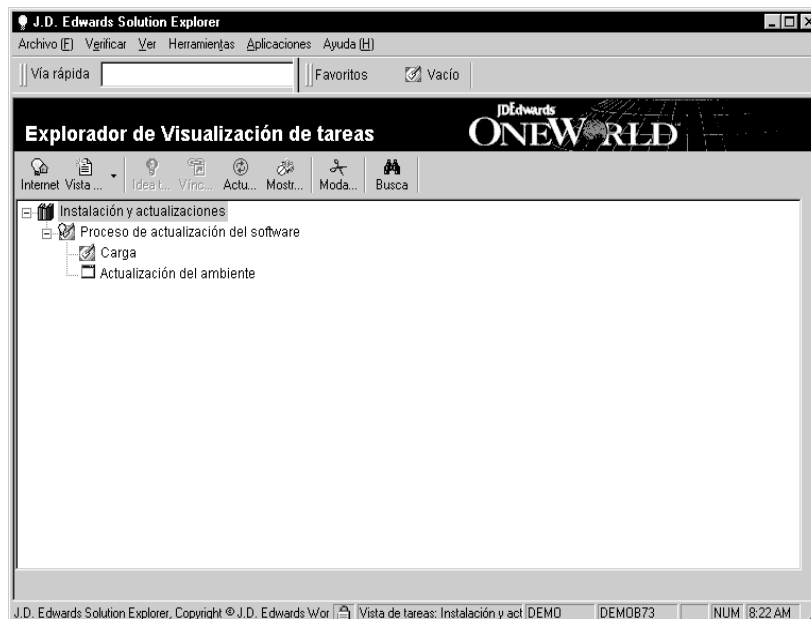 J.D. Edwards Solution Explorer
Archivo (F) Verificar Ver Herramientas Aplicaciones Ayuda (H)
Vía rápida Favoritos Vacío
JDEdwards
Explorador de Visualización de tareas ONEWORLD
Internet Vista ... Idea t... Vínc... Actu... Mostr... Moda... Busca
Instalación y actualizaciones
Proceso de actualización del software
Carga
Actualización del ambiente
J.D. Edwards Solution Explorer, Copyright © J.D. Edwards Wor Vista de tareas: Instalación y act DEMO DEMOB73 NUM 8:22 AM